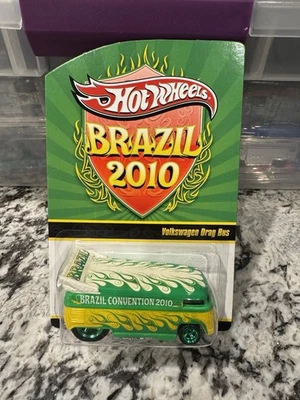 Hot Wheels
BRAZIL
2010
Volkswagen Drag Bus
BRAZIL
BRAZIL CONVENTION 2010